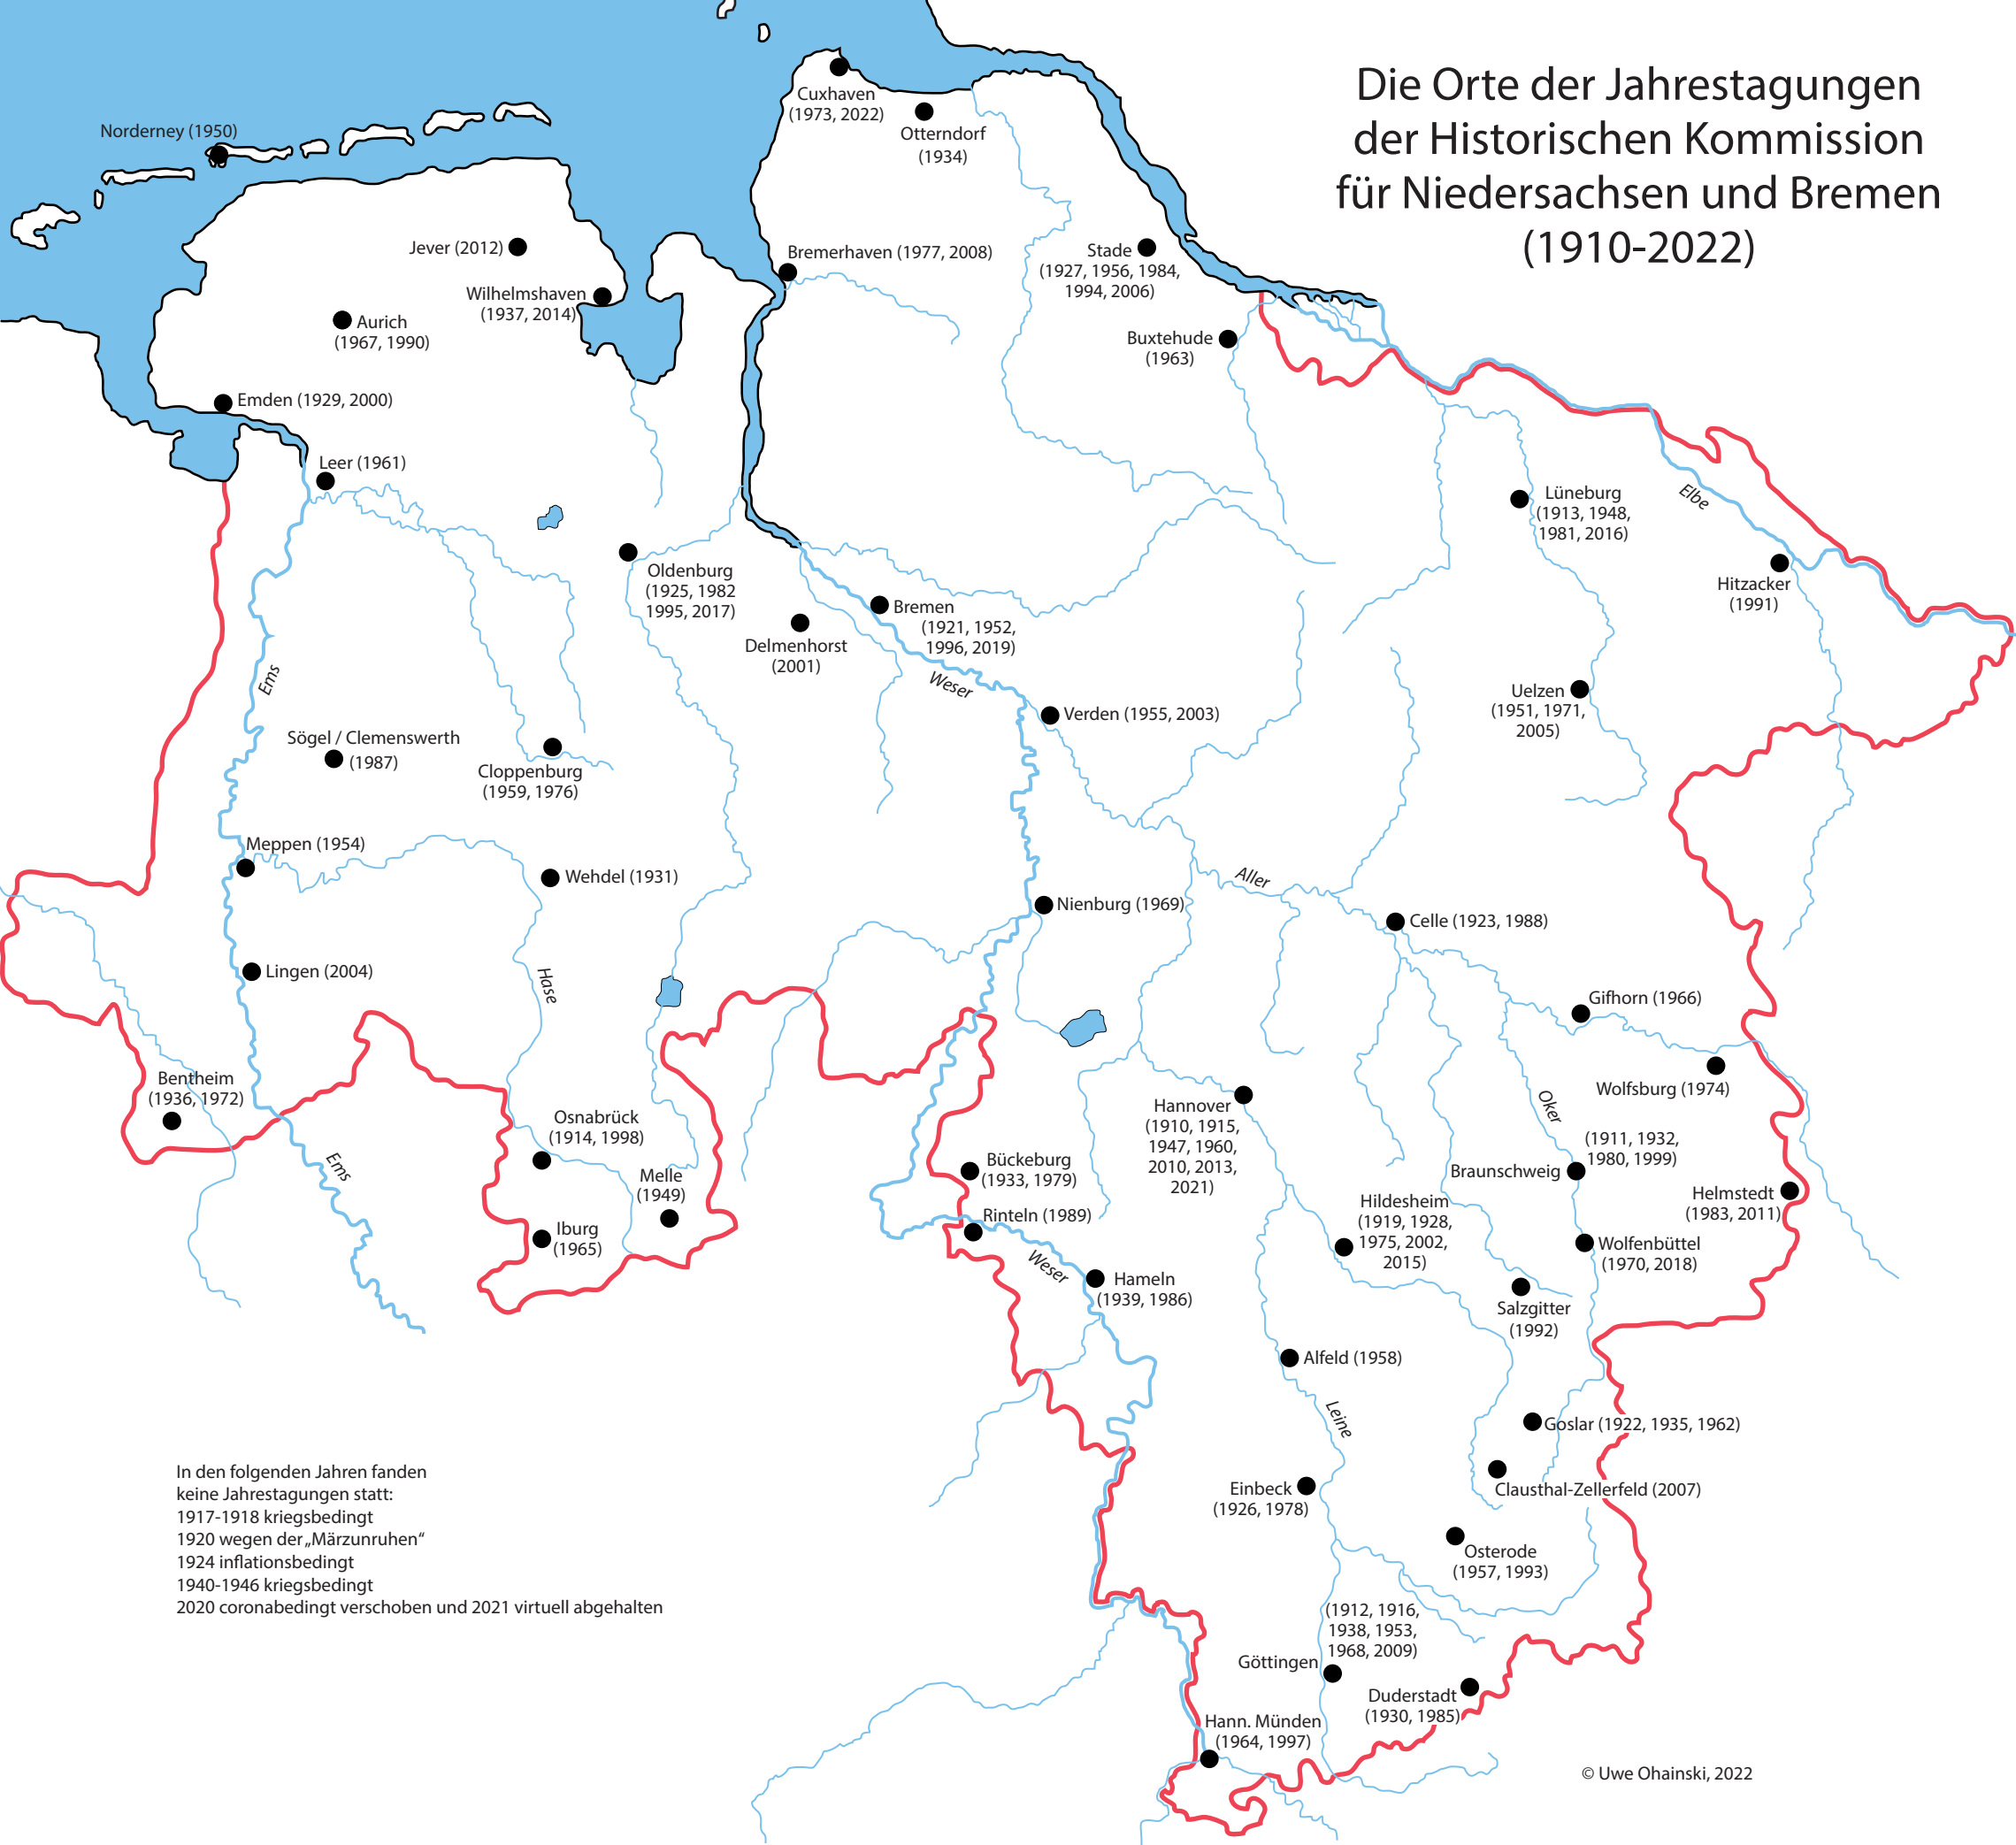 Die Orte der Jahrestagungen
der Historischen Kommission
für Niedersachsen und Bremen
(1910-2022)
Norderney (1950)
Cuxhaven
(1973, 2022)
Otterndorf
(1934)
Jever (2012)
Wilhelmshaven
(1937, 2014)
Bremerhaven (1977, 2008)
Stade
(1927, 1956, 1984,
1994, 2006)
Aurich
(1967, 1990)
Buxtehude
(1963)
Emden (1929, 2000)
Leer (1961)
Lüneburg
(1913, 1948,
1981, 2016)
Elbe
Hitzacker
(1991)
Oldenburg
(1925, 1982
1995, 2017)
Bremen
(1921, 1952,
1996, 2019)
Delmenhorst
(2001)
Weser
Ems
Verden (1955, 2003)
Uelzen
(1951, 1971,
2005)
Sögel / Clemenswerth
(1987)
Cloppenburg
(1959, 1976)
Meppen (1954)
Wehdel (1931)
Aller
Nienburg (1969)
Celle (1923, 1988)
Lingen (2004)
Hase
Gifhorn (1966)
Wolfsburg (1974)
Bentheim
(1936, 1972)
Osnabrück
(1914, 1998)
Hannover
(1910, 1915,
1947, 1960,
2010, 2013,
2021)
Oker
(1911, 1932,
1980, 1999)
Braunschweig
Ems
Melle
(1949)
Bückeburg
(1933, 1979)
Helmstedt
(1983, 2011)
Hildesheim
(1919, 1928,
1975, 2002,
2015)
Rinteln (1989)
Iburg
(1965)
Wolfenbüttel
(1970, 2018)
Weser
Hameln
(1939, 1986)
Salzgitter
(1992)
Alfeld (1958)
Leine
Goslar (1922, 1935, 1962)
Clausthal-Zellerfeld (2007)
Einbeck
(1926, 1978)
Osterode
(1957, 1993)
(1912, 1916,
1938, 1953,
1968, 2009)
Göttingen
Duderstadt
(1930, 1985)
Hann. Münden
(1964, 1997)
In den folgenden Jahren fanden
keine Jahrestagungen statt:
1917-1918 kriegsbedingt
1920 wegen der „Märzunruhen“
1924 inflationsbedingt
1940-1946 kriegsbedingt
2020 coronabedingt verschoben und 2021 virtuell abgehalten
© Uwe Ohainski, 2022